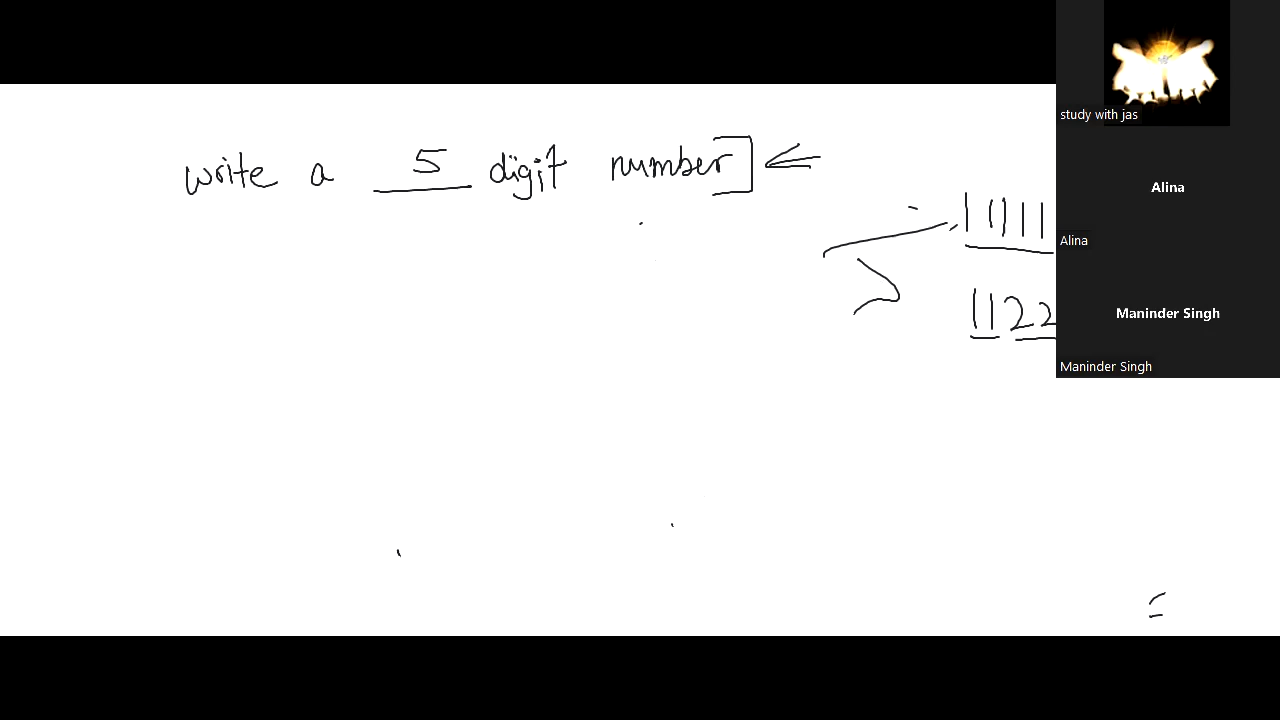 write a 5 digit number]
study with jas
11111
Alina
Alina
1122
Maninder Singh
Maninder Singh